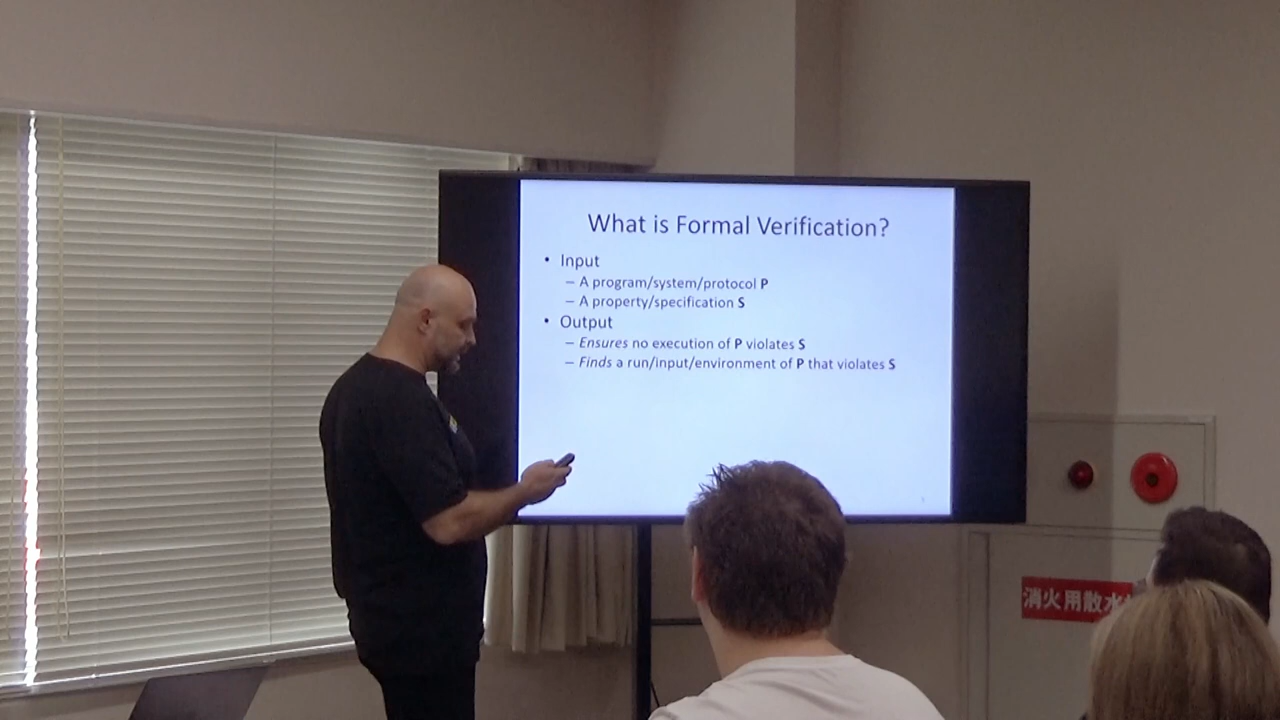 What is Formal Verification?
• Input
– A program/system/protocol P
– A property/specification S
• Output
– Ensures no execution of P violates S
– Finds a run/input/environment of P that violates S
消火用散水